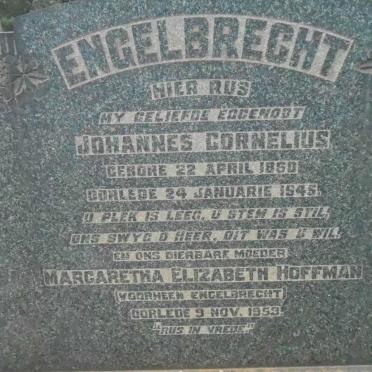 ENGELBRECHT
HIER RUS
MY GELIEFDE EGGENOOT
JOHANNES CORNELIUS
GEBORE 22 APRIL 1860
OORLEDE 24 JANUARIE 1945.
U PLEK IS LEEG, U STEM IS STIL,
ONS SWYG O HEER, DIT WAS U WIL
EN ONS DIERBARE MOEDER
MARGARETHA ELIZABETH HOFFMAN
(VOORHEEN ENGELBRECHT)
OORLEDE 9 NOV. 1953
"RUS IN VREDE"